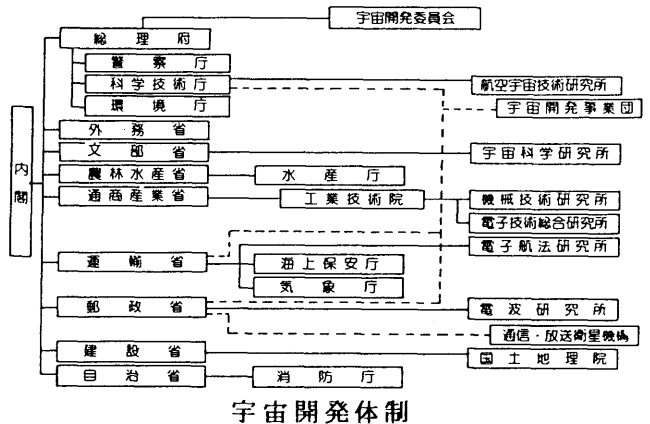 宇宙開発委員会
総理府
警察庁
科学技術庁
航空宇宙技術研究所
環境庁
宇宙開発事業団
内閣
外務省
文部省
宇宙科学研究所
農林水産省
水産庁
通商産業省
工業技術院
機械技術研究所
電子技術総合研究所
電子航法研究所
運輸省
海上保安庁
気象庁
郵政省
電波研究所
通信・放送衛星機構
建設省
国土地理院
自治省
消防庁
宇宙開発体制